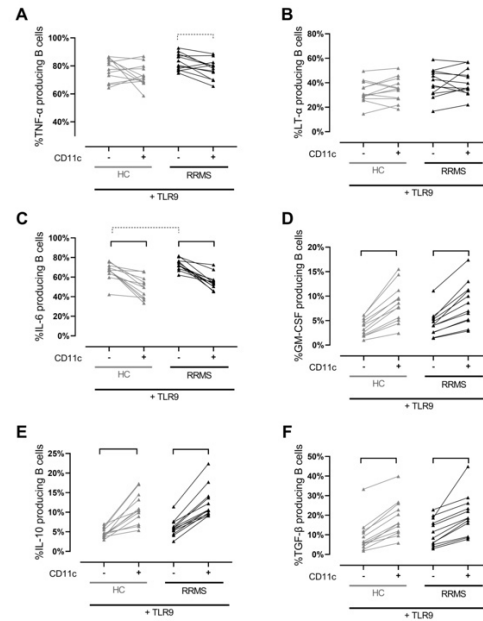 A
%TNF-α producing B cells
100%
80%
60%
40%
- + - +
CD11c
HC RRMS
+ TLR9
B
%LT-α producing B cells
80%
60%
40%
20%
0%
- + - +
CD11c
HC RRMS
+ TLR9
C
%IL-6 producing B cells
100%
80%
60%
40%
20%
0%
- + - +
CD11c
HC RRMS
+ TLR9
D
%GM-CSF producing B cells
20%
15%
10%
5%
0%
- + - +
CD11c
HC RRMS
+ TLR9
E
%IL-10 producing B cells
25%
20%
15%
10%
5%
0%
- + - +
CD11c
HC RRMS
+ TLR9
F
%TGF-β producing B cells
50%
40%
30%
20%
10%
0%
- + - +
CD11c
HC RRMS
+ TLR9